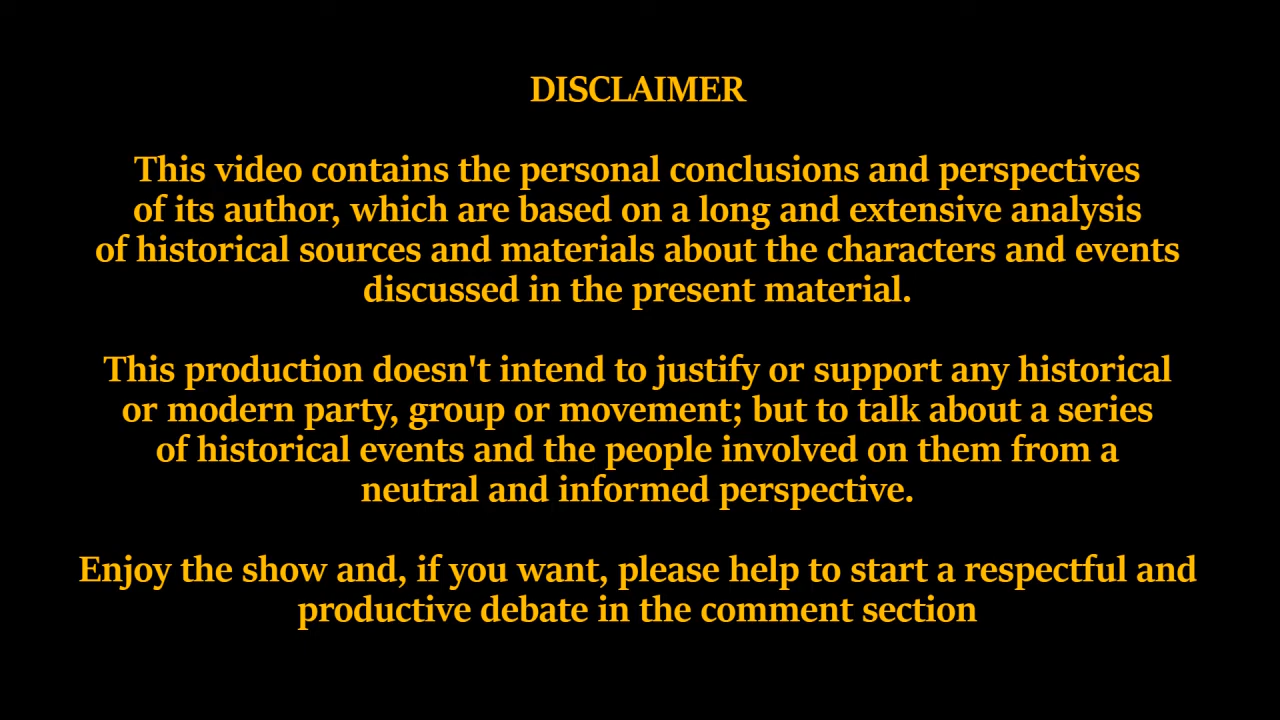 DISCLAIMER
This video contains the personal conclusions and perspectives
of its author, which are based on a long and extensive analysis
of historical sources and materials about the characters and events
discussed in the present material.
This production doesn't intend to justify or support any historical
or modern party, group or movement; but to talk about a series
of historical events and the people involved on them from a
neutral and informed perspective.
Enjoy the show and, if you want, please help to start a respectful and
productive debate in the comment section